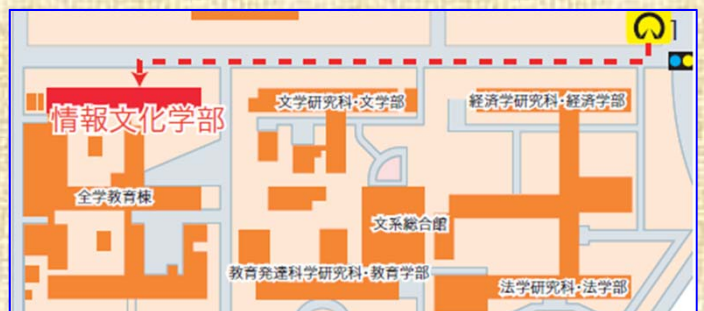 1
情報文化学部
文学研究科・文学部
経済学研究科・経済学部
全学教育棟
文系総合館
教育発達科学研究科・教育学部
法学研究科・法学部